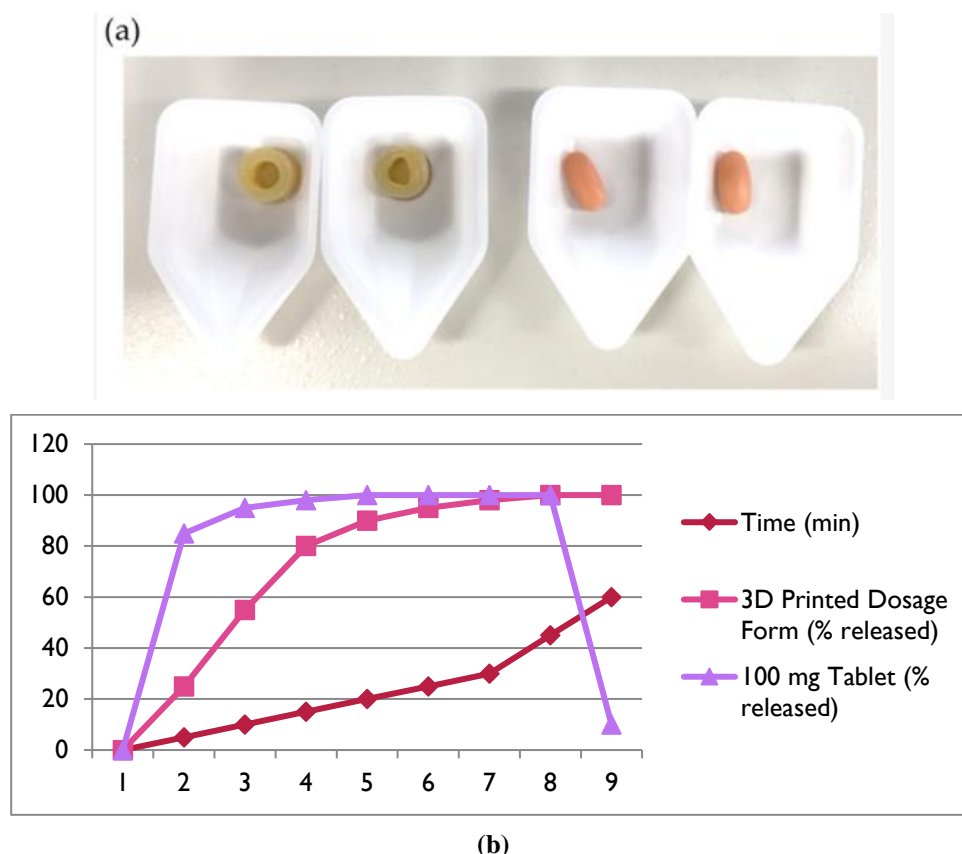 (a)
120
100
80
60
40
20
0
1 2 3 4 5 6 7 8 9
Time (min)
3D Printed Dosage
Form (% released)
100 mg Tablet (%
released)
(b)